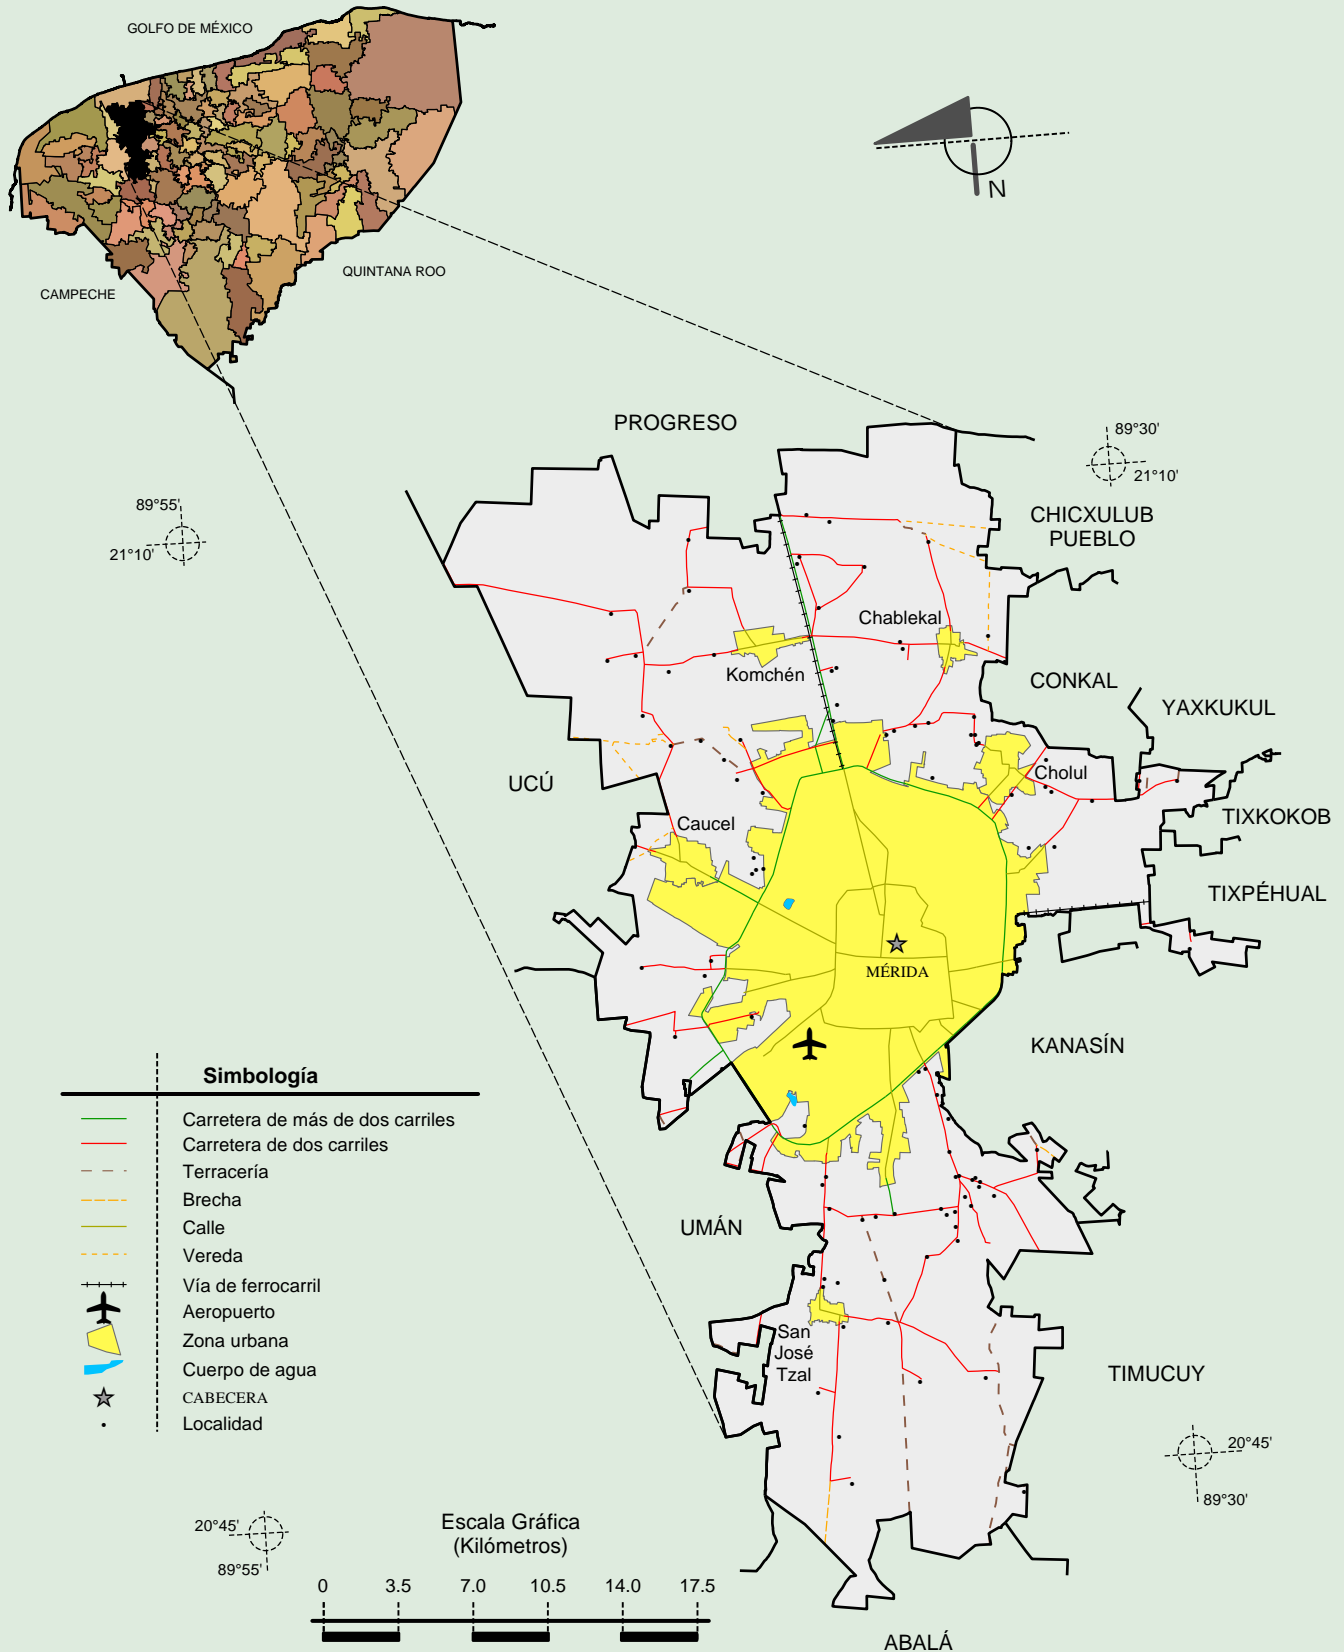 GOLFO DE MÉXICO
QUINTANA ROO
CAMPECHE
N
PROGRESO
89°30'
21°10'
89°55'
21°10'
CHICXULUB
PUEBLO
Chablekal
Komchén
CONKAL
YAXKUKUL
UCÚ
Cholul
TIXKOKOB
Caucel
TIXPÉHUAL
MÉRIDA
KANASÍN
Simbología
Carretera de más de dos carriles
Carretera de dos carriles
Terracería
Brecha
Calle
Vereda
Vía de ferrocarril
Aeropuerto
Zona urbana
Cuerpo de agua
CABECERA
Localidad
UMÁN
San
José
Tzal
TIMUCUY
20°45'
89°30'
20°45'
89°55'
Escala Gráfica
(Kilómetros)
0 3.5 7.0 10.5 14.0 17.5
ABALÁ